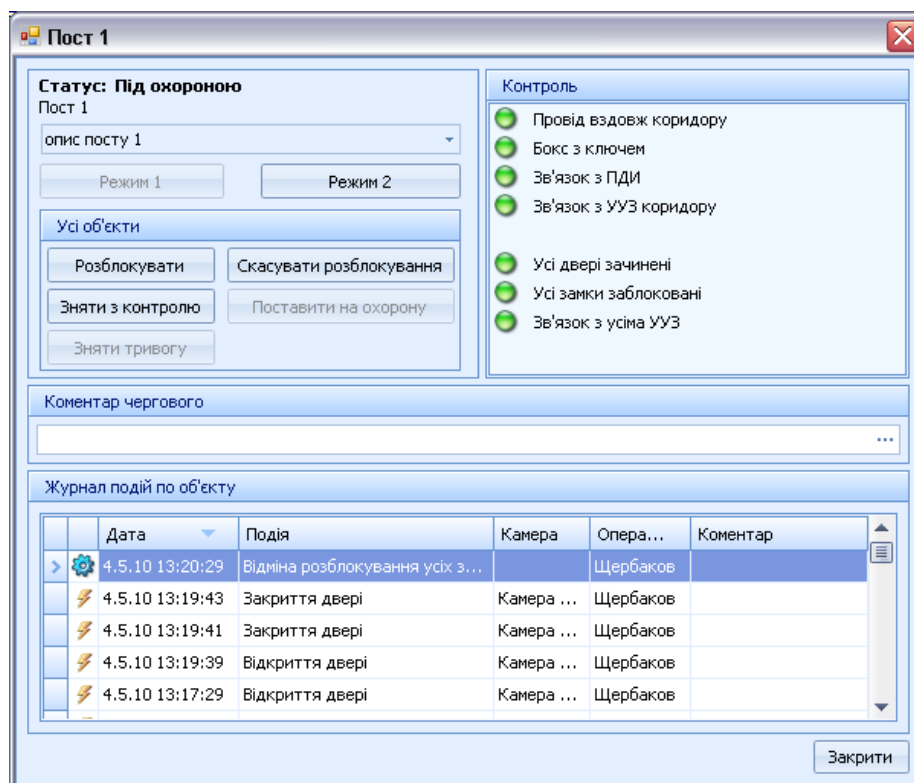 Пост 1
Статус: Під охороною
Пост 1
опис посту 1
Режим 1
Режим 2
Усі об'єкти
Розблокувати
Скасувати розблокування
Зняти з контролю
Поставити на охорону
Зняти тривогу
Контроль
Провід вздовж коридору
Бокс з ключем
Зв'язок з ПДИ
Зв'язок з УУЗ коридору
Усі двері зачинені
Усі замки заблоковані
Зв'язок з усіма УУЗ
Коментар чергового
...
Журнал подій по об'єкту
Дата Подія Камера Опера... Коментар
4.5.10 13:20:29 Відміна розблокування усіх з... Щербаков
4.5.10 13:19:43 Закриття двері Камера ... Щербаков
4.5.10 13:19:41 Закриття двері Камера ... Щербаков
4.5.10 13:19:39 Відкриття двері Камера ... Щербаков
4.5.10 13:17:29 Відкриття двері Камера ... Щербаков
Закрити